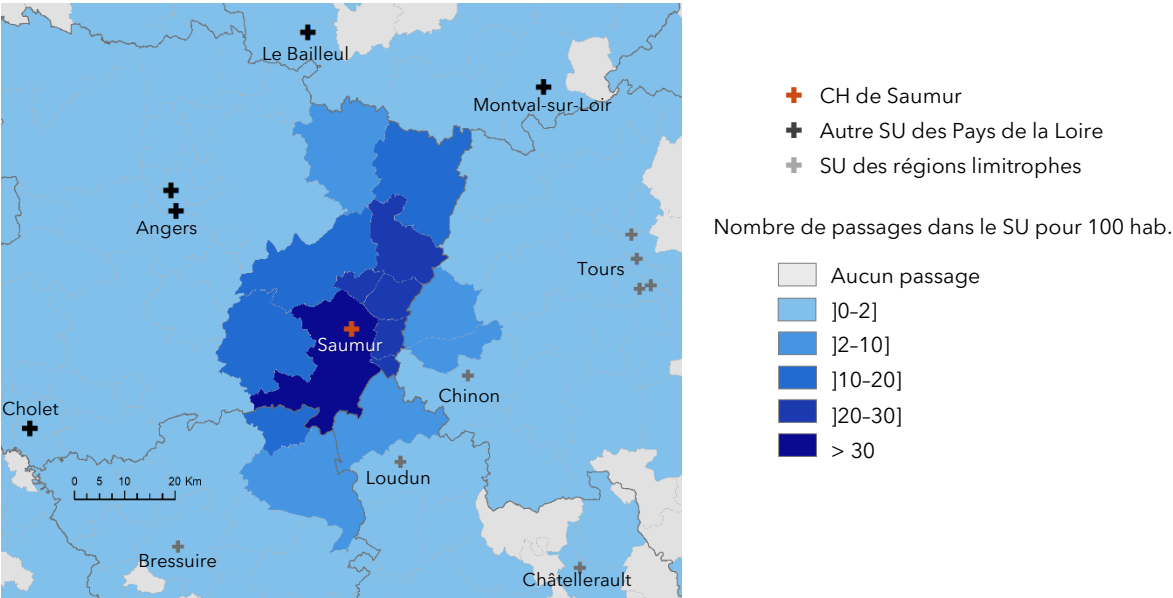 Le Bailleul
Montval-sur-Loir
Angers
Tours
Saumur
Chinon
Cholet
Loudun
0 5 10 20 Km
Bressuire
Châtellerault
CH de Saumur
Autre SU des Pays de la Loire
SU des régions limitrophes
Nombre de passages dans le SU pour 100 hab.
Aucun passage
]0–2]
]2–10]
]10–20]
]20–30]
> 30